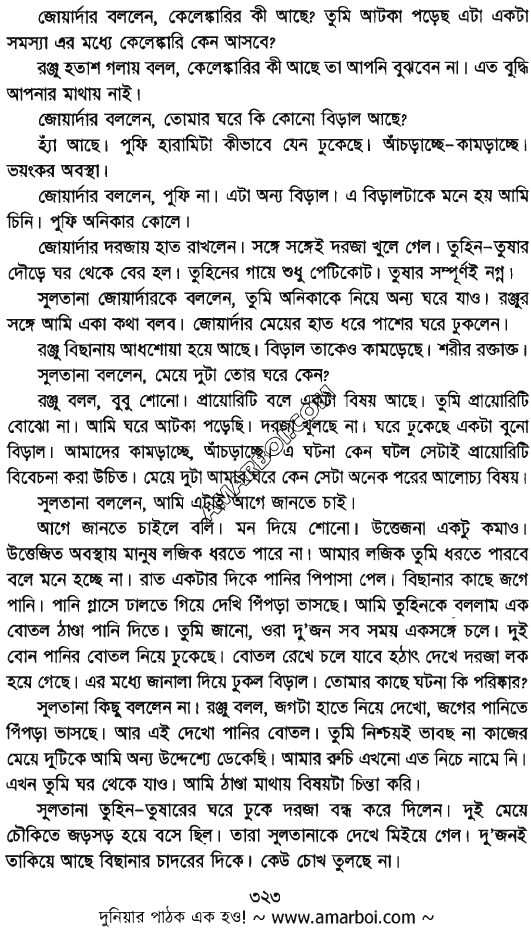 জোয়ার্দার বললেন, কেলেঙ্কারির কী আছে? তুমি আটকা পড়েছ এটা একটা
সমস্যা এর মধ্যে কেলেঙ্কারি কেন আসবে?
রঞ্জু হতাশ গলায় বলল, কেলেঙ্কারির কী আছে তা আপনি বুঝবেন না। এত বুদ্ধি
আপনার মাথায় নাই।
জোয়ার্দার বললেন, তোমার ঘরে কি কোনো বিড়াল আছে?
হ্যাঁ আছে। পুফি হারামিটা কীভাবে যেন ঢুকেছে। আঁচড়াচ্ছে-কামড়াচ্ছে।
ভয়ংকর অবস্থা।
জোয়ার্দার বললেন, পুফি না। এটা অন্য বিড়াল। এ বিড়ালটাকে মনে হয় আমি
চিনি। পুফি অনিকার কোলে।
জোয়ার্দার দরজায় হাত রাখলেন। সঙ্গে সঙ্গেই দরজা খুলে গেল। তুহিন-তুষার
দৌড়ে ঘর থেকে বের হল। তুহিনের গায়ে শুধু পেটিকোট। তুষার সম্পূর্ণই নগ্ন।
সুলতানা জোয়ার্দারকে বললেন, তুমি অনিকাকে নিয়ে অন্য ঘরে যাও। রঞ্জুর
সঙ্গে আমি একা কথা বলব। জোয়ার্দার মেয়ের হাত ধরে পাশের ঘরে ঢুকলেন।
রঞ্জু বিছানায় আধশোয়া হয়ে আছে। বিড়াল তাকেও কামড়েছে। শরীর রক্তাক্ত।
সুলতানা বললেন, মেয়ে দুটা তোর ঘরে কেন?
রঞ্জু বলল, বুবু শোনো। প্রায়োরিটি বলে একটা বিষয় আছে। তুমি প্রায়োরিটি
বোঝো না। আমি ঘরে আটকা পড়েছি। দরজা খুলছে না। ঘরে ঢুকেছে একটা বুনো
বিড়াল। আমাদের কামড়াচ্ছে, আঁচড়াচ্ছে। এ ঘটনা কেন ঘটল সেটাই প্রায়োরিটি
বিবেচনা করা উচিত। মেয়ে দুটা আমার ঘরে কেন সেটা অনেক পরের আলোচ্য বিষয়।
সুলতানা বললেন, আমি এটাই আগে জানতে চাই।
আগে জানতে চাইলে বলি। মন দিয়ে শোনো। উত্তেজনা একটু কমাও।
উত্তেজিত অবস্থায় মানুষ লজিক ধরতে পারে না। আমার লজিক তুমি ধরতে পারবে
বলে মনে হচ্ছে না। রাত একটার দিকে পানির পিপাসা পেল। বিছানার কাছে জগে
পানি। পানি গ্লাসে ঢালতে গিয়ে দেখি পিঁপড়া ভাসছে। আমি তুহিনকে বললাম এক
বোতল ঠাণ্ডা পানি দিতে। তুমি জানো, ওরা দু'জন সব সময় একসঙ্গে চলে। দুই
বোন পানির বোতল নিয়ে ঢুকেছে। বোতল রেখে চলে যাবে হঠাৎ দেখে দরজা লক
হয়ে গেছে। এর মধ্যে জানালা দিয়ে ঢুকল বিড়াল। তোমার কাছে ঘটনা কি পরিষ্কার?
সুলতানা কিছু বললেন না। রঞ্জু বলল, জগটা হাতে নিয়ে দেখো, জগের পানিতে
পিঁপড়া ভাসছে। আর এই দেখো পানির বোতল। তুমি নিশ্চয়ই ভাবছ না কাজের
মেয়ে দুটিকে আমি অন্য উদ্দেশ্যে ডেকেছি। আমার রুচি এখনো এত নিচে নামে নি।
এখন তুমি ঘর থেকে যাও। আমি ঠাণ্ডা মাথায় বিষয়টা চিন্তা করি।
সুলতানা তুহিন-তুষারের ঘরে ঢুকে দরজা বন্ধ করে দিলেন। দুই মেয়ে
চৌকিতে জড়সড় হয়ে বসে ছিল। তারা সুলতানাকে দেখে মিইয়ে গেল। দু'জনই
তাকিয়ে আছে বিছানার চাদরের দিকে। কেউ চোখ তুলছে না।
৩২৩
দুনিয়ার পাঠক এক হও! ~ www.amarboi.com ~
AMARBOI.COM